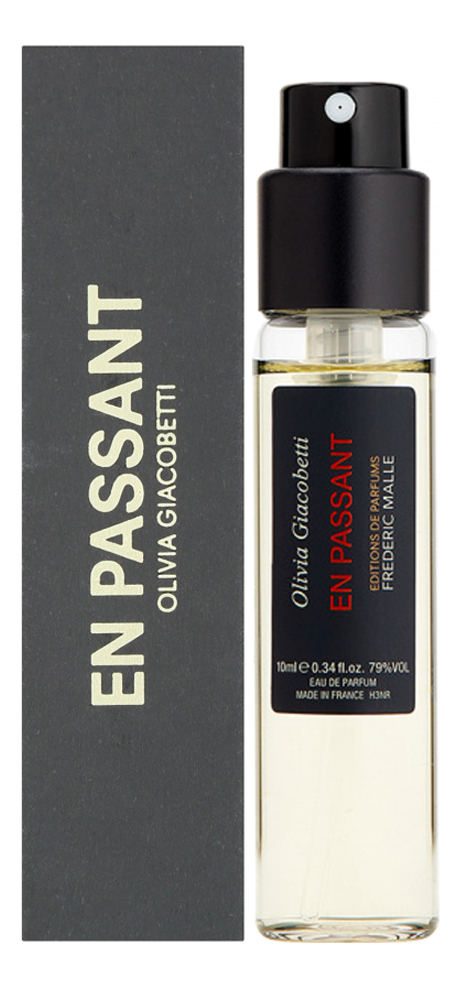 EN PASSANT
OLIVIA GIACOBETTI
Olivia Giacobetti
EN PASSANT
EDITIONS DE PARFUMS
FREDERIC MALLE
10ml ℮ 0.34 fl.oz. 79%VOL
EAU DE PARFUM
MADE IN FRANCE H3NR